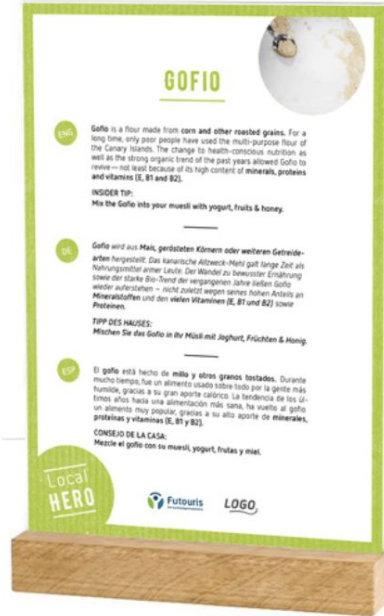 GOFIO
ENG
Gofio is a flour made from corn and other roasted grains. For a
long time, only poor people have used the multi-purpose flour of
the Canary Islands. The change to health-conscious nutrition as
well as the strong organic trend of the past years allowed Gofio to
revive — not least because of its high content of minerals, proteins
and vitamins (E, B1 and B2).
INSIDER TIP:
Mix the Gofio into your muesli with yogurt, fruits & honey.
DE
Gofio wird aus Mais, gerösteten Körnern oder weiteren Getreide-
arten hergestellt. Das kanarische Allzweck-Mehl galt lange Zeit als
Nahrungsmittel armer Leute. Der Wandel zu bewusster Ernährung
sowie der starke Bio-Trend der vergangenen Jahre ließen Gofio
wieder auferstehen — nicht zuletzt wegen seines hohen Anteils an
Mineralstoffen und den vielen Vitaminen (E, B1 und B2) sowie
Proteinen.
TIPP DES HAUSES:
Mischen Sie das Gofio in Ihr Müsli mit Joghurt, Früchten & Honig.
ESP
El gofio está hecho de millo y otros granos tostados. Durante
mucho tiempo, fue un alimento usado sobre todo por la gente más
humilde, gracias a su gran aporte calórico. La tendencia de los úl-
timos años hacia una alimentación más sana, ha vuelto al gofio
un alimento muy popular, gracias a su alto aporte de minerales,
proteínas y vitaminas (E, B1 y B2).
CONSEJO DE LA CASA:
Mezcle el gofio con su muesli, yogurt, frutas y miel.
Local
HERO
Futouris
LOGO